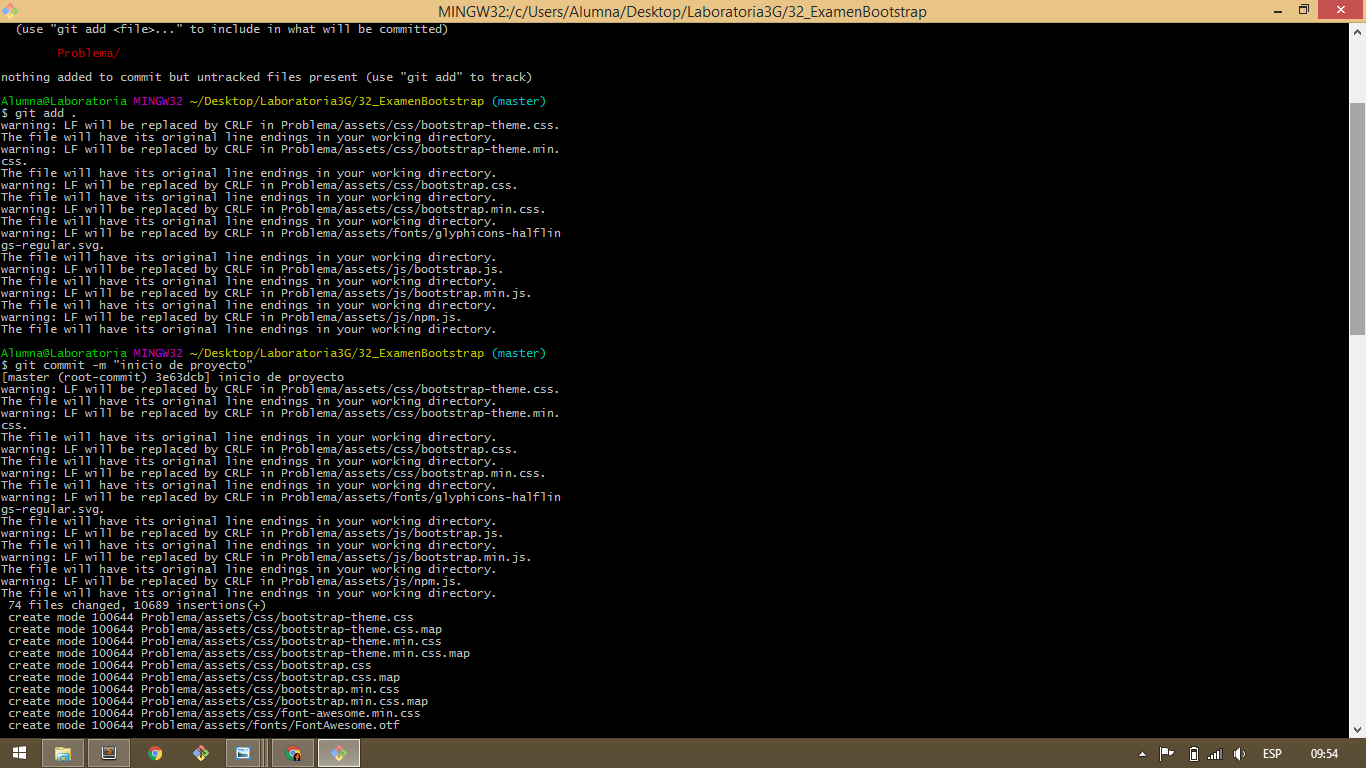 MINGW32:/c/Users/Alumna/Desktop/Laboratoria3G/32_ExamenBootstrap
(use "git add <file>..." to include in what will be committed)
Problema/
nothing added to commit but untracked files present (use "git add" to track)
Alumna@Laboratoria MINGW32 ~/Desktop/Laboratoria3G/32_ExamenBootstrap (master)
$ git add .
warning: LF will be replaced by CRLF in Problema/assets/css/bootstrap-theme.css.
The file will have its original line endings in your working directory.
warning: LF will be replaced by CRLF in Problema/assets/css/bootstrap-theme.min.
css.
The file will have its original line endings in your working directory.
warning: LF will be replaced by CRLF in Problema/assets/css/bootstrap.css.
The file will have its original line endings in your working directory.
warning: LF will be replaced by CRLF in Problema/assets/css/bootstrap.min.css.
The file will have its original line endings in your working directory.
warning: LF will be replaced by CRLF in Problema/assets/fonts/glyphicons-halflin
gs-regular.svg.
The file will have its original line endings in your working directory.
warning: LF will be replaced by CRLF in Problema/assets/js/bootstrap.js.
The file will have its original line endings in your working directory.
warning: LF will be replaced by CRLF in Problema/assets/js/bootstrap.min.js.
The file will have its original line endings in your working directory.
warning: LF will be replaced by CRLF in Problema/assets/js/npm.js.
The file will have its original line endings in your working directory.
Alumna@Laboratoria MINGW32 ~/Desktop/Laboratoria3G/32_ExamenBootstrap (master)
$ git commit -m "inicio de proyecto"
[master (root-commit) 3e63dcb] inicio de proyecto
warning: LF will be replaced by CRLF in Problema/assets/css/bootstrap-theme.css.
The file will have its original line endings in your working directory.
warning: LF will be replaced by CRLF in Problema/assets/css/bootstrap-theme.min.
css.
The file will have its original line endings in your working directory.
warning: LF will be replaced by CRLF in Problema/assets/css/bootstrap.css.
The file will have its original line endings in your working directory.
warning: LF will be replaced by CRLF in Problema/assets/css/bootstrap.min.css.
The file will have its original line endings in your working directory.
warning: LF will be replaced by CRLF in Problema/assets/fonts/glyphicons-halflin
gs-regular.svg.
The file will have its original line endings in your working directory.
warning: LF will be replaced by CRLF in Problema/assets/js/bootstrap.js.
The file will have its original line endings in your working directory.
warning: LF will be replaced by CRLF in Problema/assets/js/bootstrap.min.js.
The file will have its original line endings in your working directory.
warning: LF will be replaced by CRLF in Problema/assets/js/npm.js.
The file will have its original line endings in your working directory.
74 files changed, 10689 insertions(+)
create mode 100644 Problema/assets/css/bootstrap-theme.css
create mode 100644 Problema/assets/css/bootstrap-theme.css.map
create mode 100644 Problema/assets/css/bootstrap-theme.min.css
create mode 100644 Problema/assets/css/bootstrap-theme.min.css.map
create mode 100644 Problema/assets/css/bootstrap.css
create mode 100644 Problema/assets/css/bootstrap.css.map
create mode 100644 Problema/assets/css/bootstrap.min.css
create mode 100644 Problema/assets/css/bootstrap.min.css.map
create mode 100644 Problema/assets/css/font-awesome.min.css
create mode 100644 Problema/assets/fonts/FontAwesome.otf
ESP
09:54